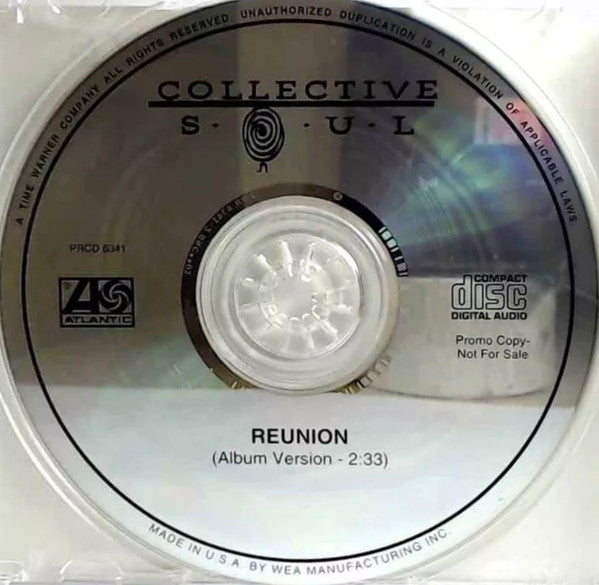 A TIME WARNER COMPANY ALL RIGHTS RESERVED UNAUTHORIZED DUPLICATION IS A VIOLATION OF APPLICABLE LAWS
COLLECTIVE
S · · U · L
PRCD 6341
ATLANTIC
COMPACT
disc
DIGITAL AUDIO
Promo Copy-
Not For Sale
REUNION
(Album Version - 2:33)
MADE IN U.S.A. BY WEA MANUFACTURING INC.